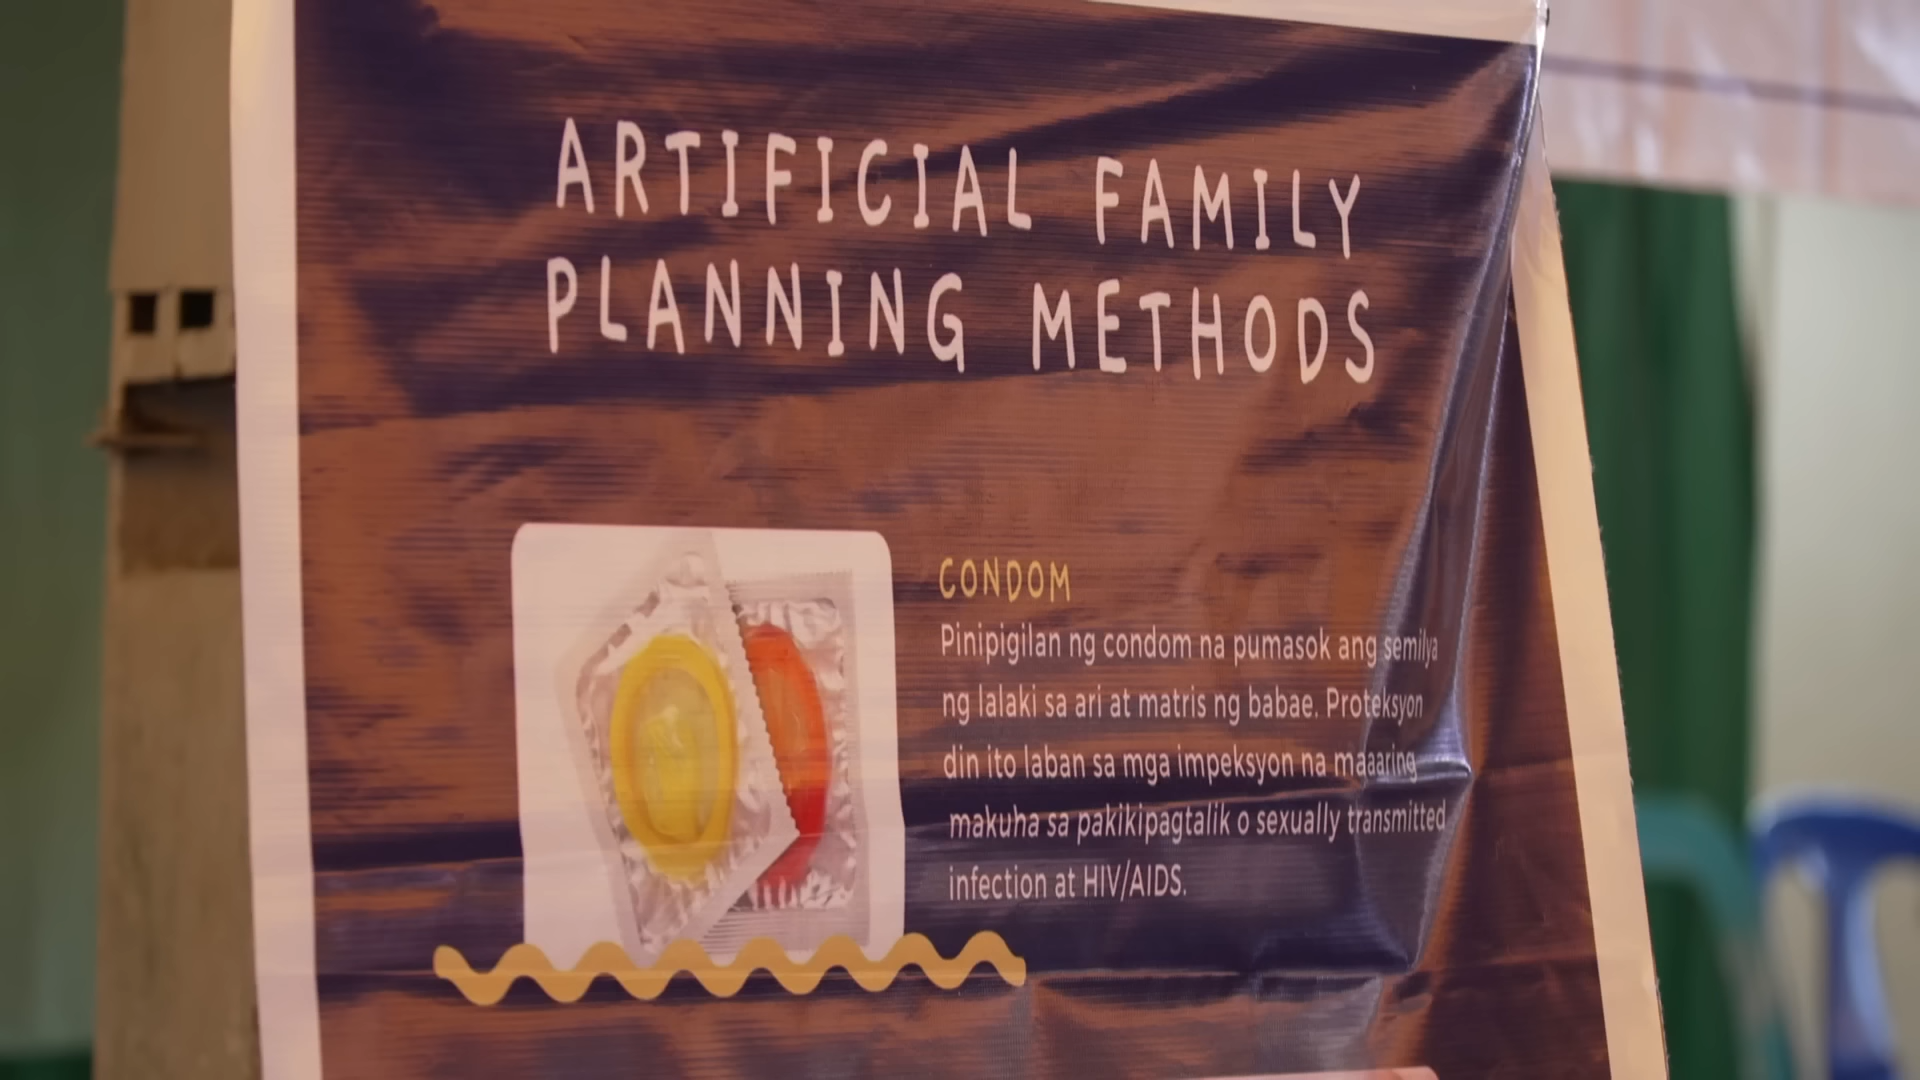 ARTIFICIAL FAMILY
PLANNING METHODS
CONDOM
Pinipigilan ng condom na pumasok ang semilya
ng lalaki sa ari at matris ng babae. Proteksyon
din ito laban sa mga impeksyon na maaaring
makuha sa pakikipagtalik o sexually transmitted
infection at HIV/AIDS.